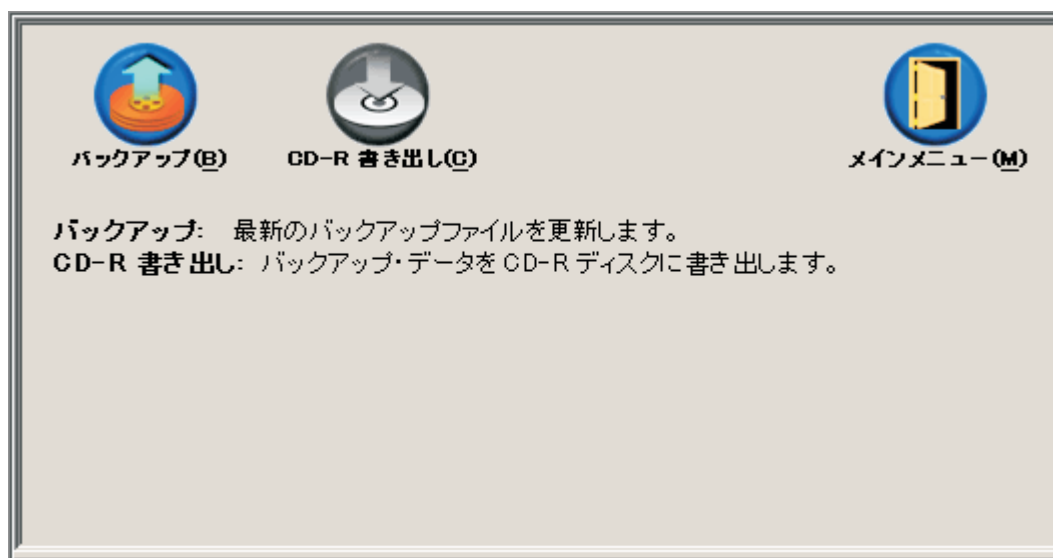 バックアップ(B)
CD-R 書き出し(C)
メインメニュー(M)
バックアップ: 最新のバックアップファイルを更新します。
CD-R 書き出し: バックアップ・データをCD-Rディスクに書き出します。